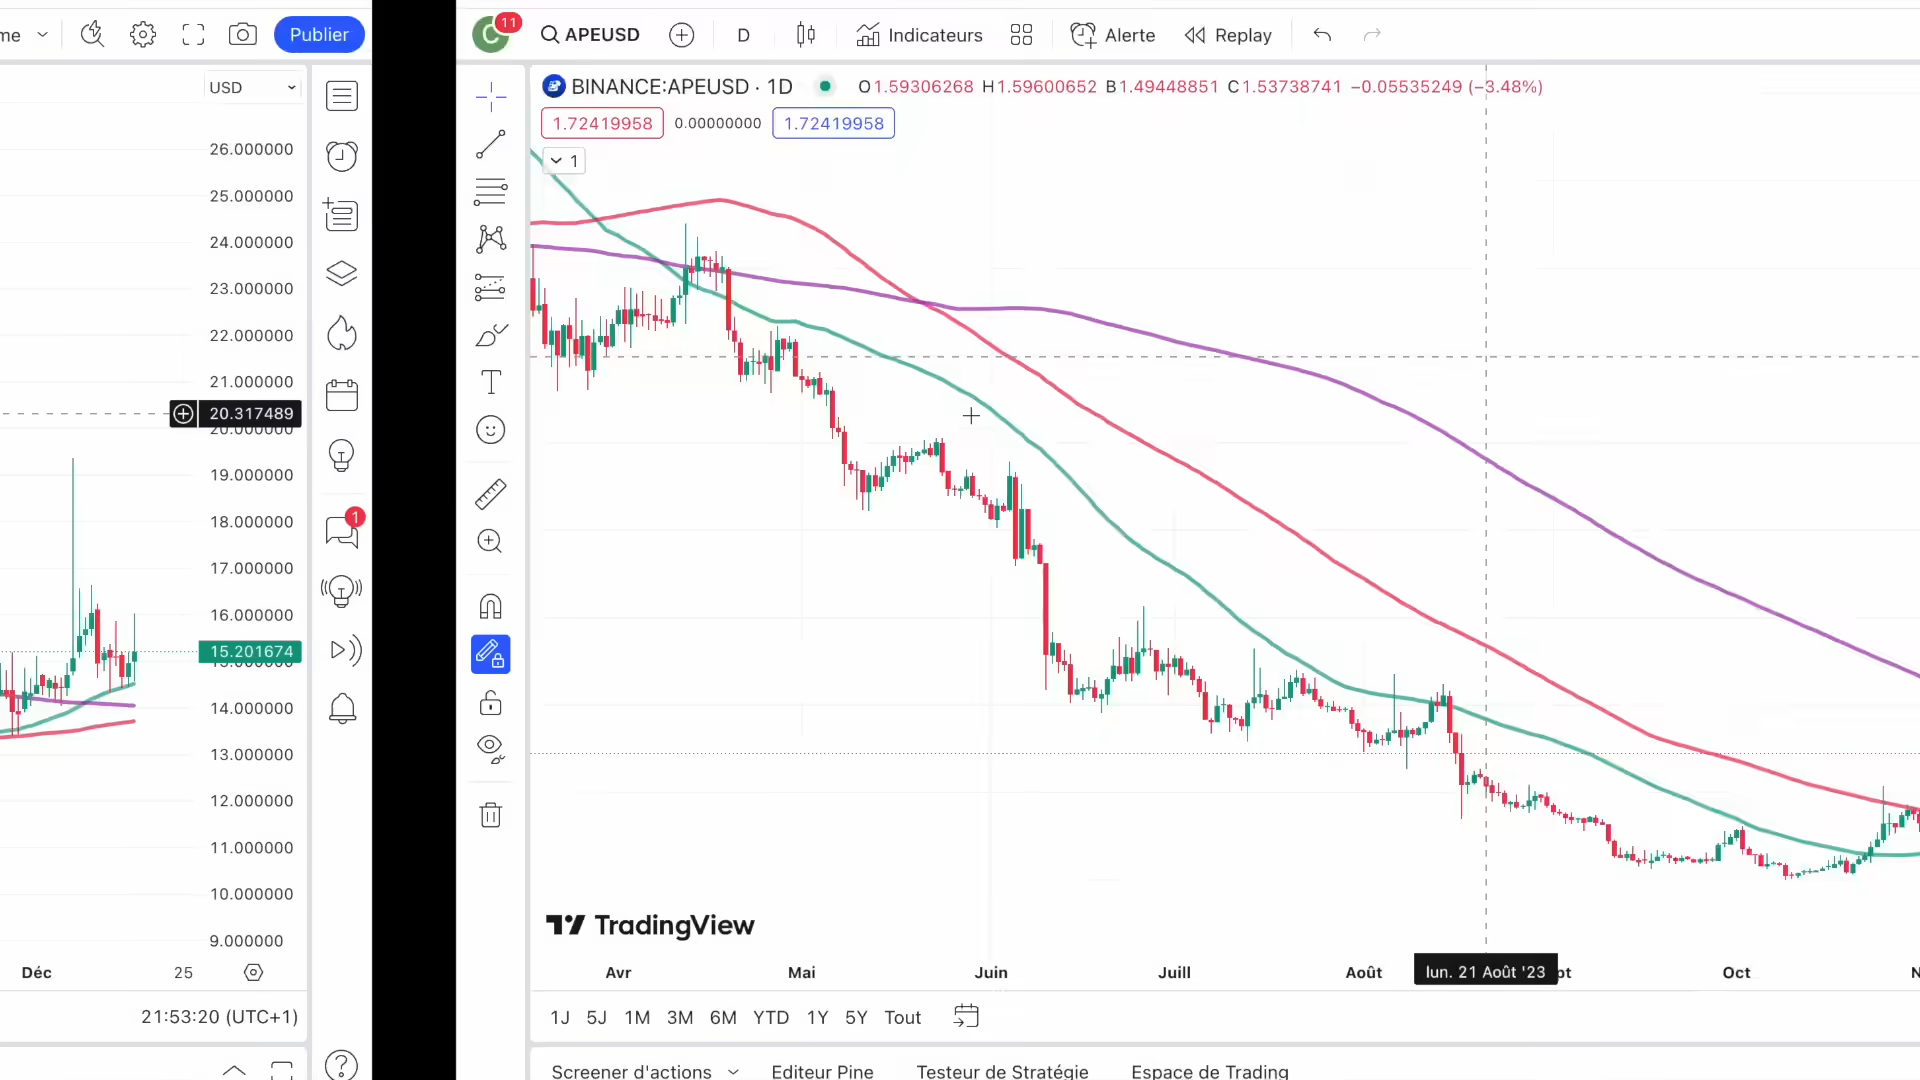 me
Publier
USD
26.000000
25.000000
24.000000
23.000000
22.000000
21.000000
20.317489
20.000000
19.000000
18.000000
1
17.000000
16.000000
15.201674
14.000000
13.000000
12.000000
11.000000
10.000000
9.000000
Déc 25
21:53:20 (UTC+1)
C 11 APEUSD D Indicateurs Alerte Replay
BINANCE:APEUSD · 1D O1.59306268 H1.59600652 B1.49448851 C1.53738741 −0.05535249 (−3.48%)
1.72419958 0.00000000 1.72419958
1
TradingView
Avr Mai Juin Juill Août lun. 21 Août '23 pt Oct N
1J 5J 1M 3M 6M YTD 1Y 5Y Tout
Screener d'actions Editeur Pine Testeur de Stratégie Espace de Trading